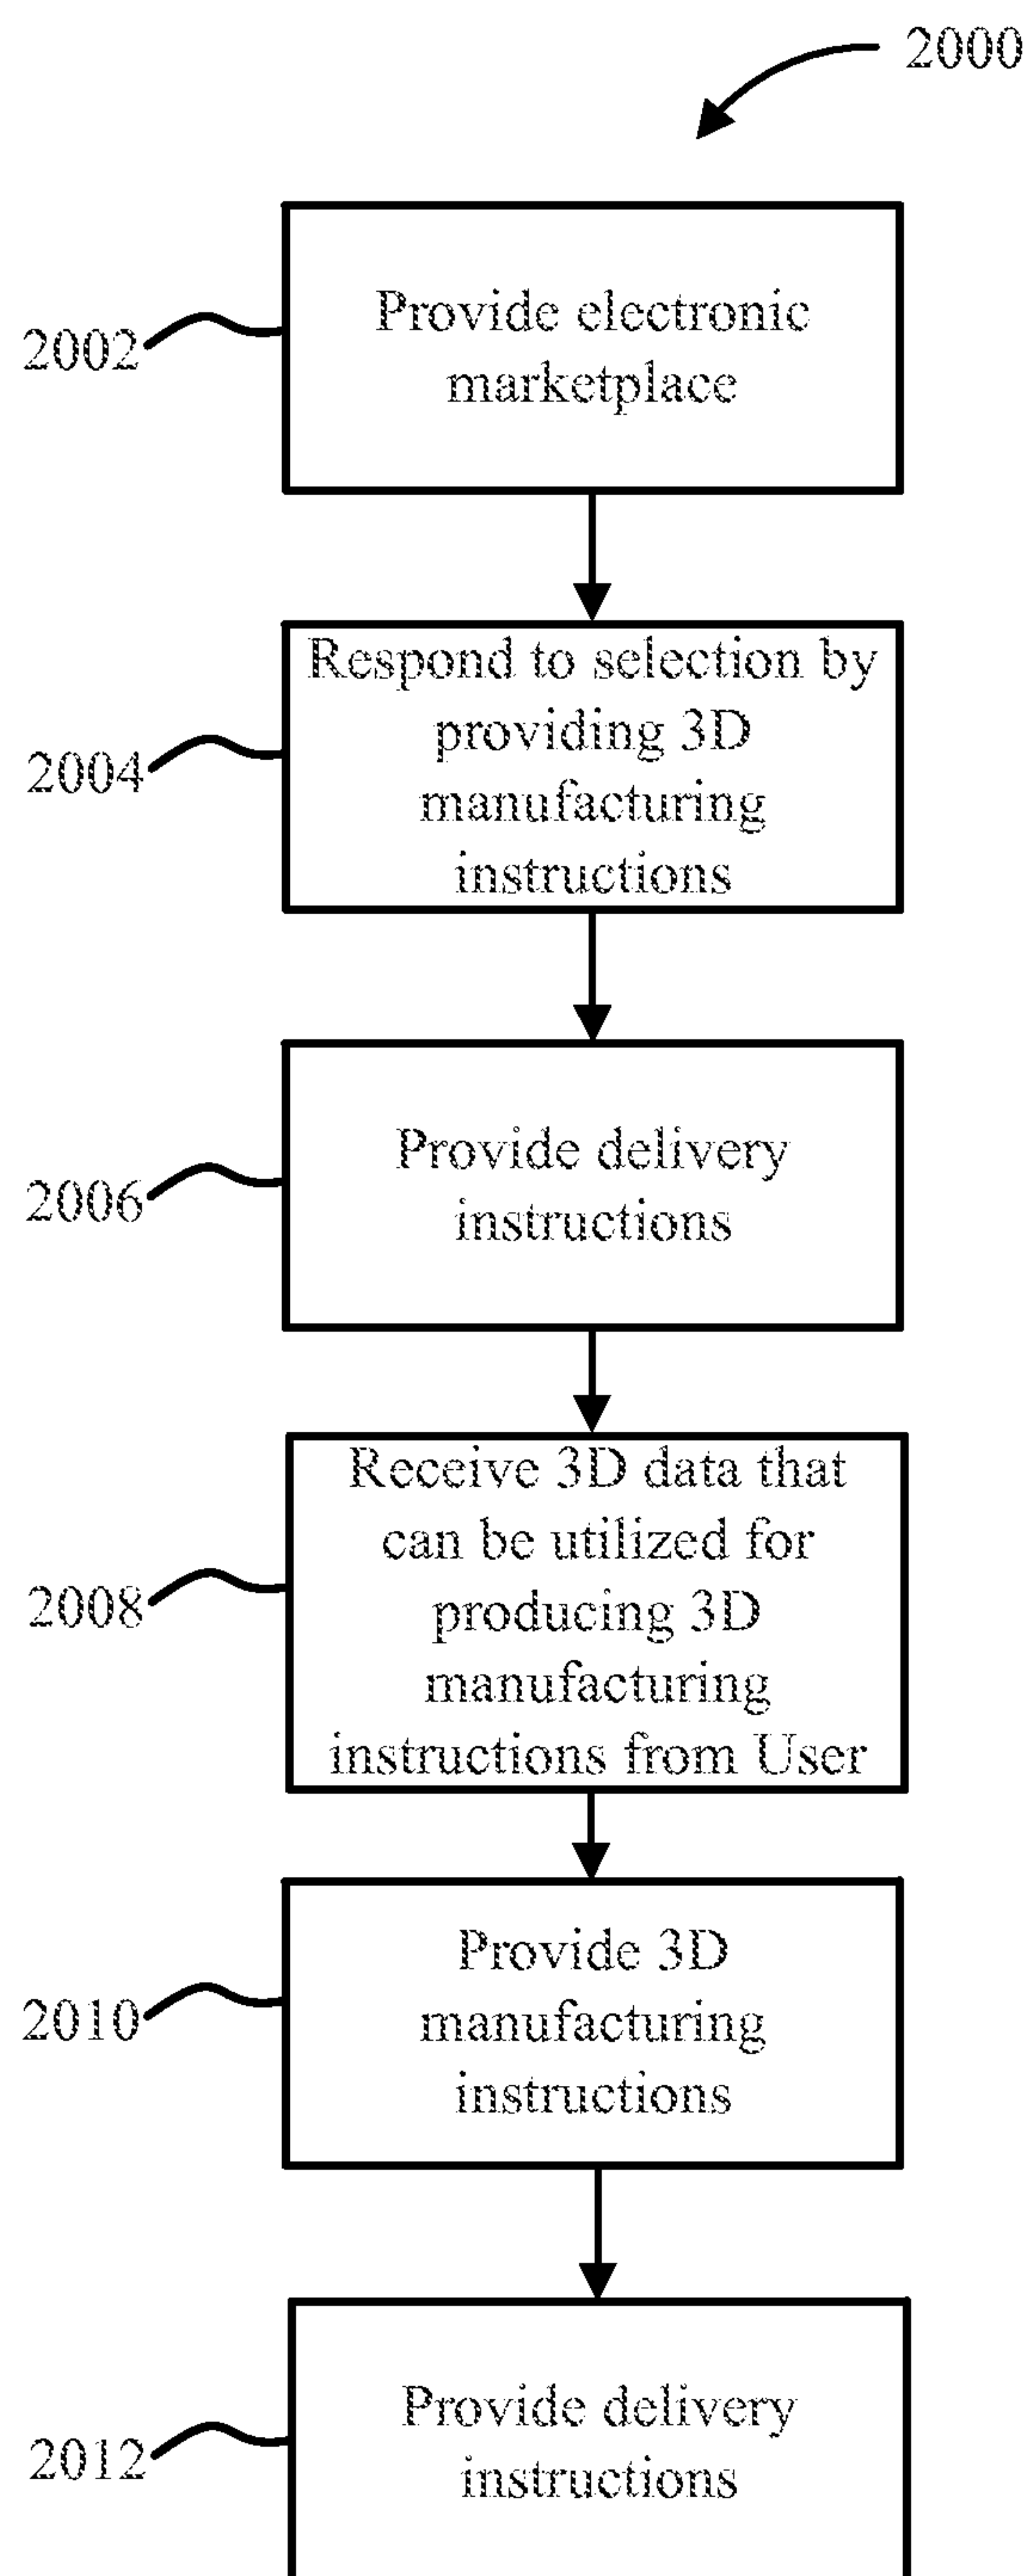 2000
Provide electronic
marketplace
2002
Respond to selection by
providing 3D
manufacturing
instructions
2004
Provide delivery
instructions
2006
Receive 3D data that
can be utilized for
producing 3D
manufacturing
instructions from User
2008
Provide 3D
manufacturing
instructions
2010
Provide delivery
instructions
2012